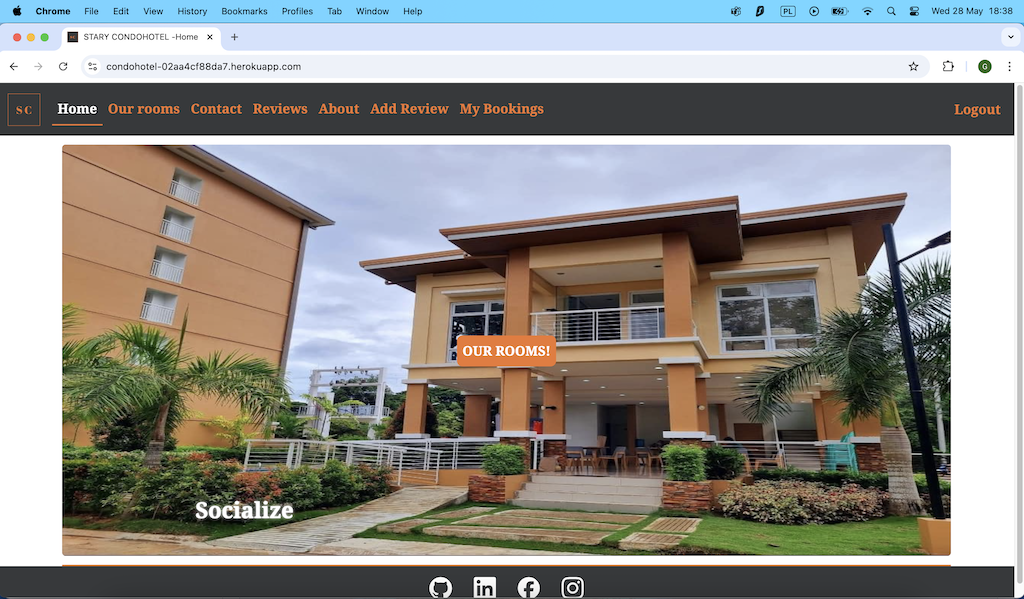 Chrome File Edit View History Bookmarks Profiles Tab Window Help PL Wed 28 May 18:38
STARY CONDOHOTEL -Home
condohotel-02aa4cf88da7.herokuapp.com G
SC Home Our rooms Contact Reviews About Add Review My Bookings Logout
OUR ROOMS!
Socialize
in